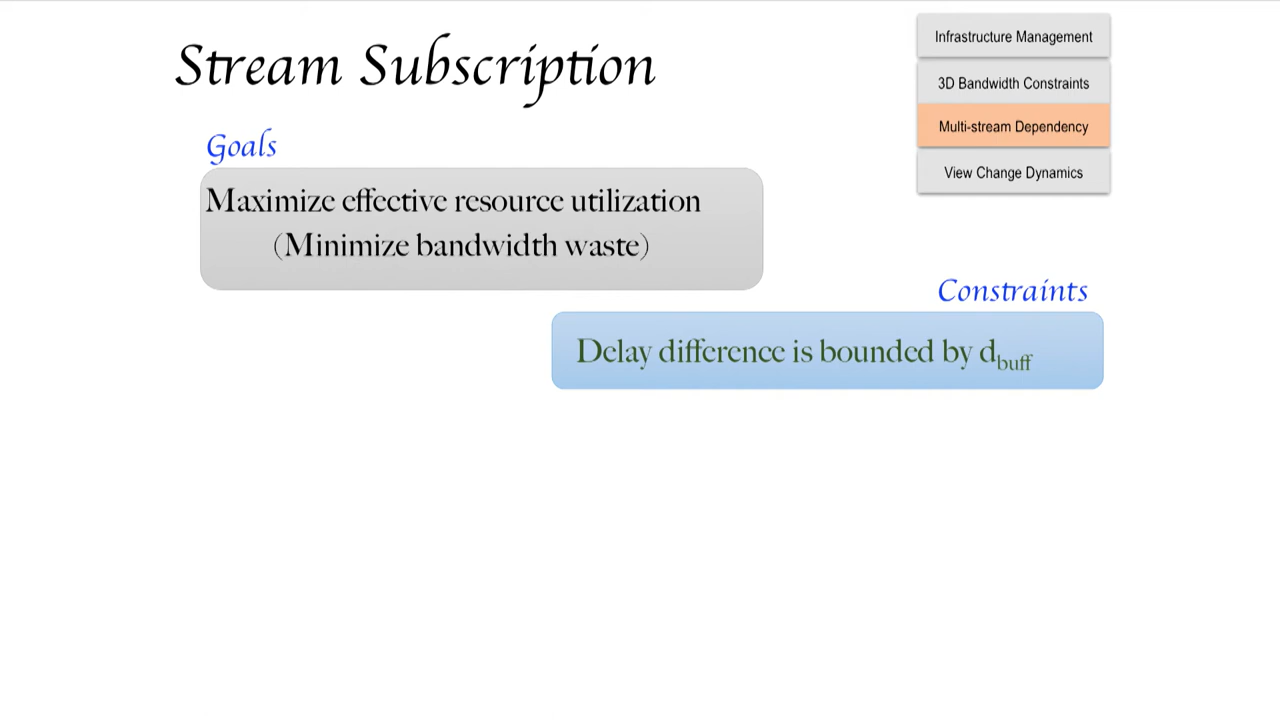 Stream Subscription
Infrastructure Management
3D Bandwidth Constraints
Multi-stream Dependency
View Change Dynamics
Goals
Maximize effective resource utilization
(Minimize bandwidth waste)
Constraints
Delay difference is bounded by d_buff